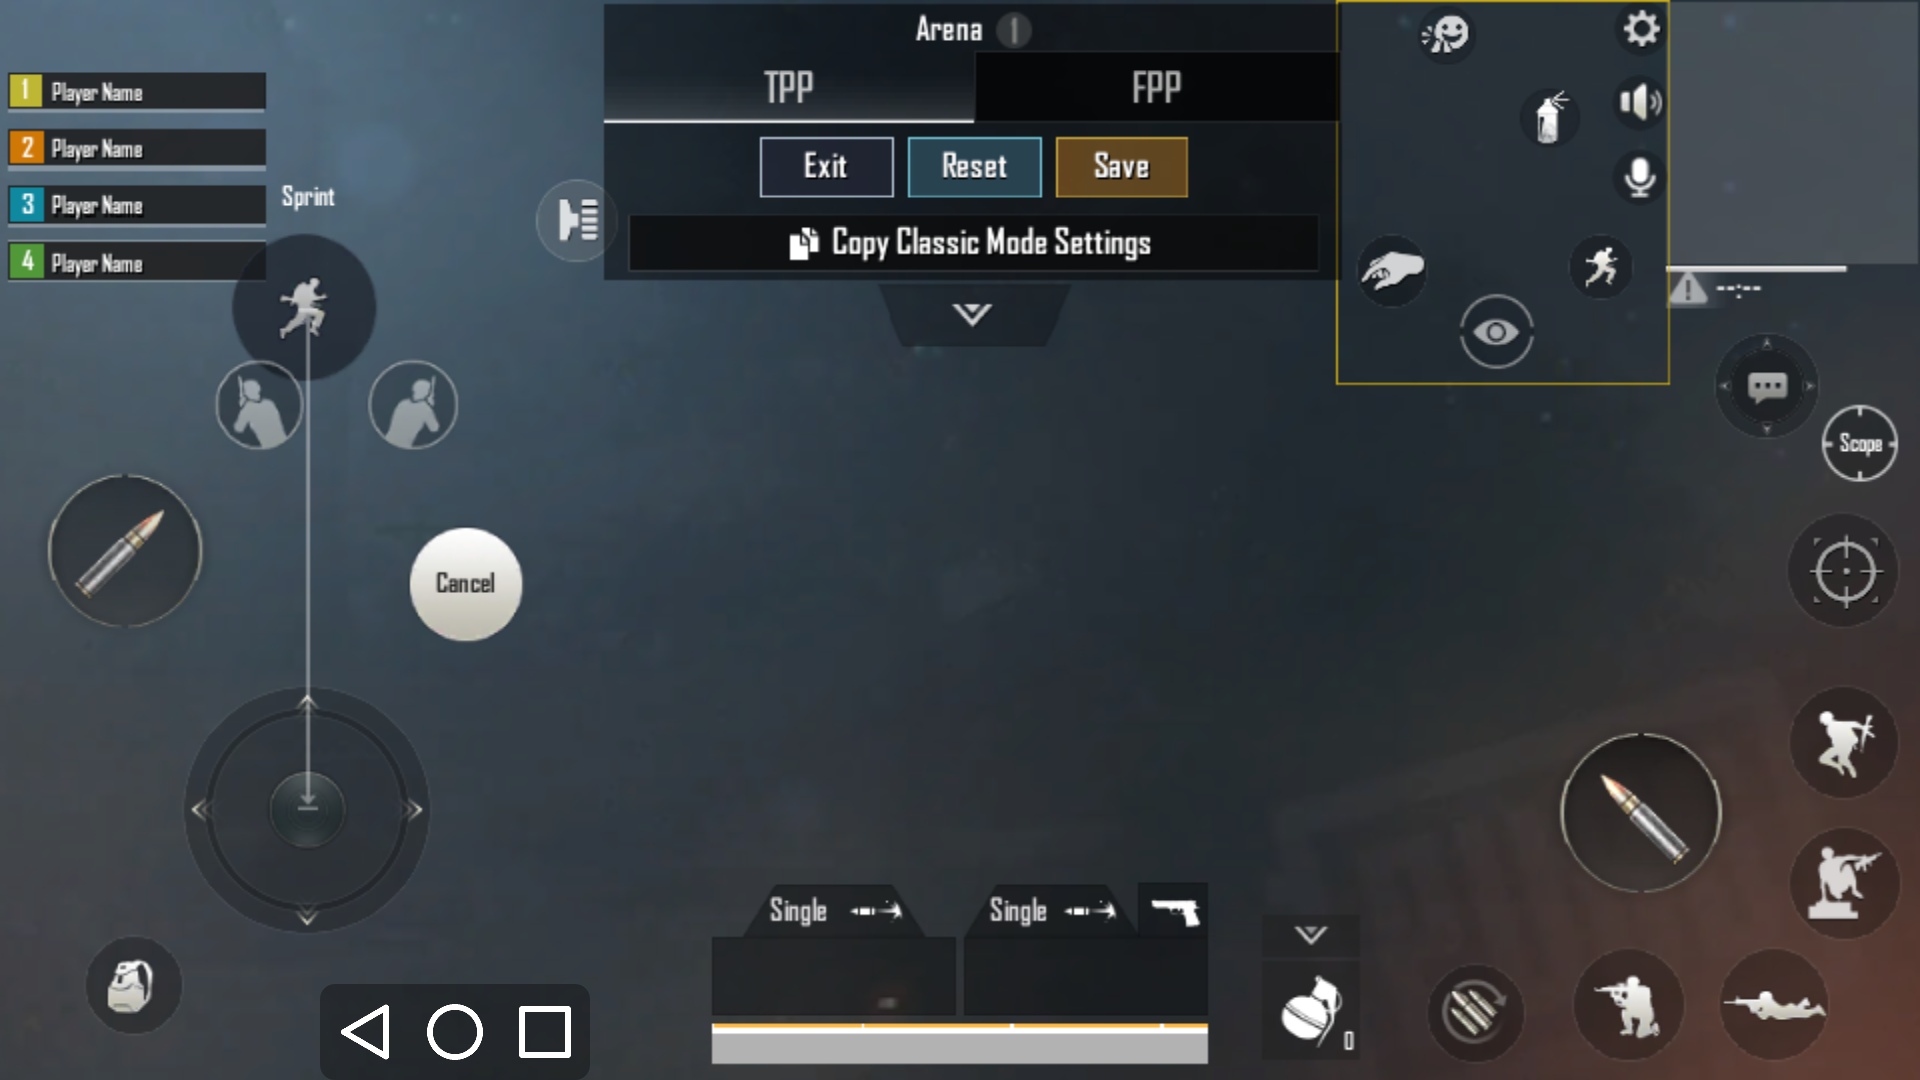 Arena 1
TPP
FPP
1 Player Name
2 Player Name
3 Player Name
4 Player Name
Exit
Reset
Save
Sprint
Copy Classic Mode Settings
--:--
Scope
Cancel
Single
Single
0